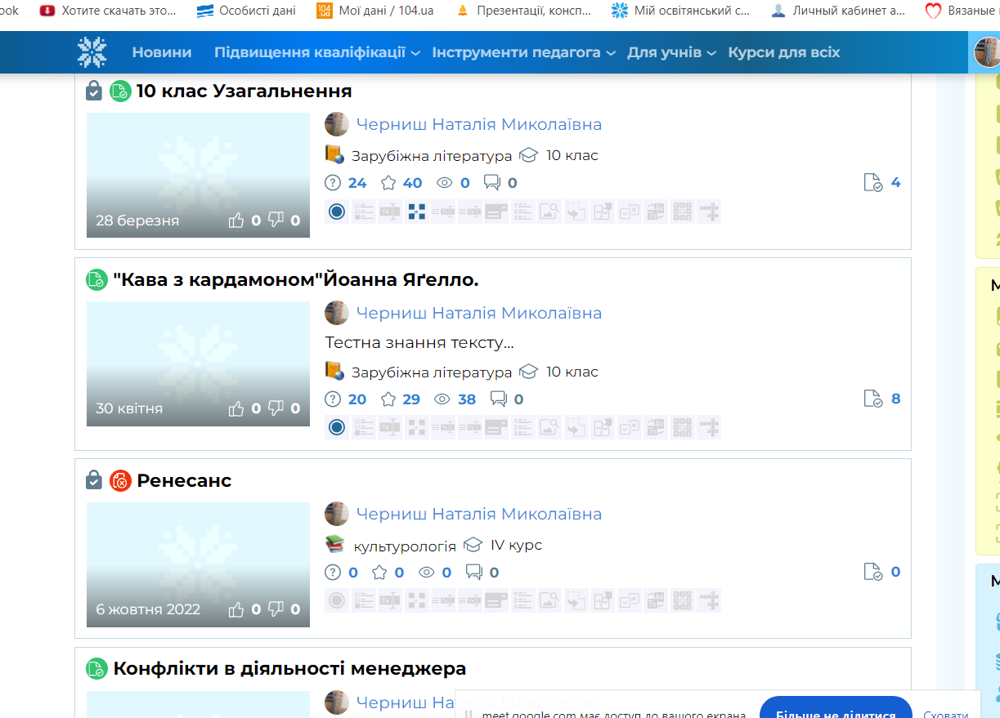 ook Хотите скачать это... Особисті дані 104.ua Мої дані / 104.ua Презентації, консп... Мій освітянський с... Личный кабинет а... Вязаные
Новини Підвищення кваліфікації Інструменти педагога Для учнів Курси для всіх
10 клас Узагальнення
Черниш Наталія Миколаївна
Зарубіжна література 10 клас
24 40 0 0 4
28 березня 0 0
"Кава з кардамоном"Йоанна Яґелло.
Черниш Наталія Миколаївна
Тестна знання тексту...
Зарубіжна література 10 клас
20 29 38 0 8
30 квітня 0 0
Ренесанс
Черниш Наталія Миколаївна
культурологія IV курс
0 0 0 0 0
6 жовтня 2022 0 0
Конфлікти в діяльності менеджера
Черниш Наталія Миколаївна
meet.google.com має доступ до вашого екрана. Більше не ділитися Сховати